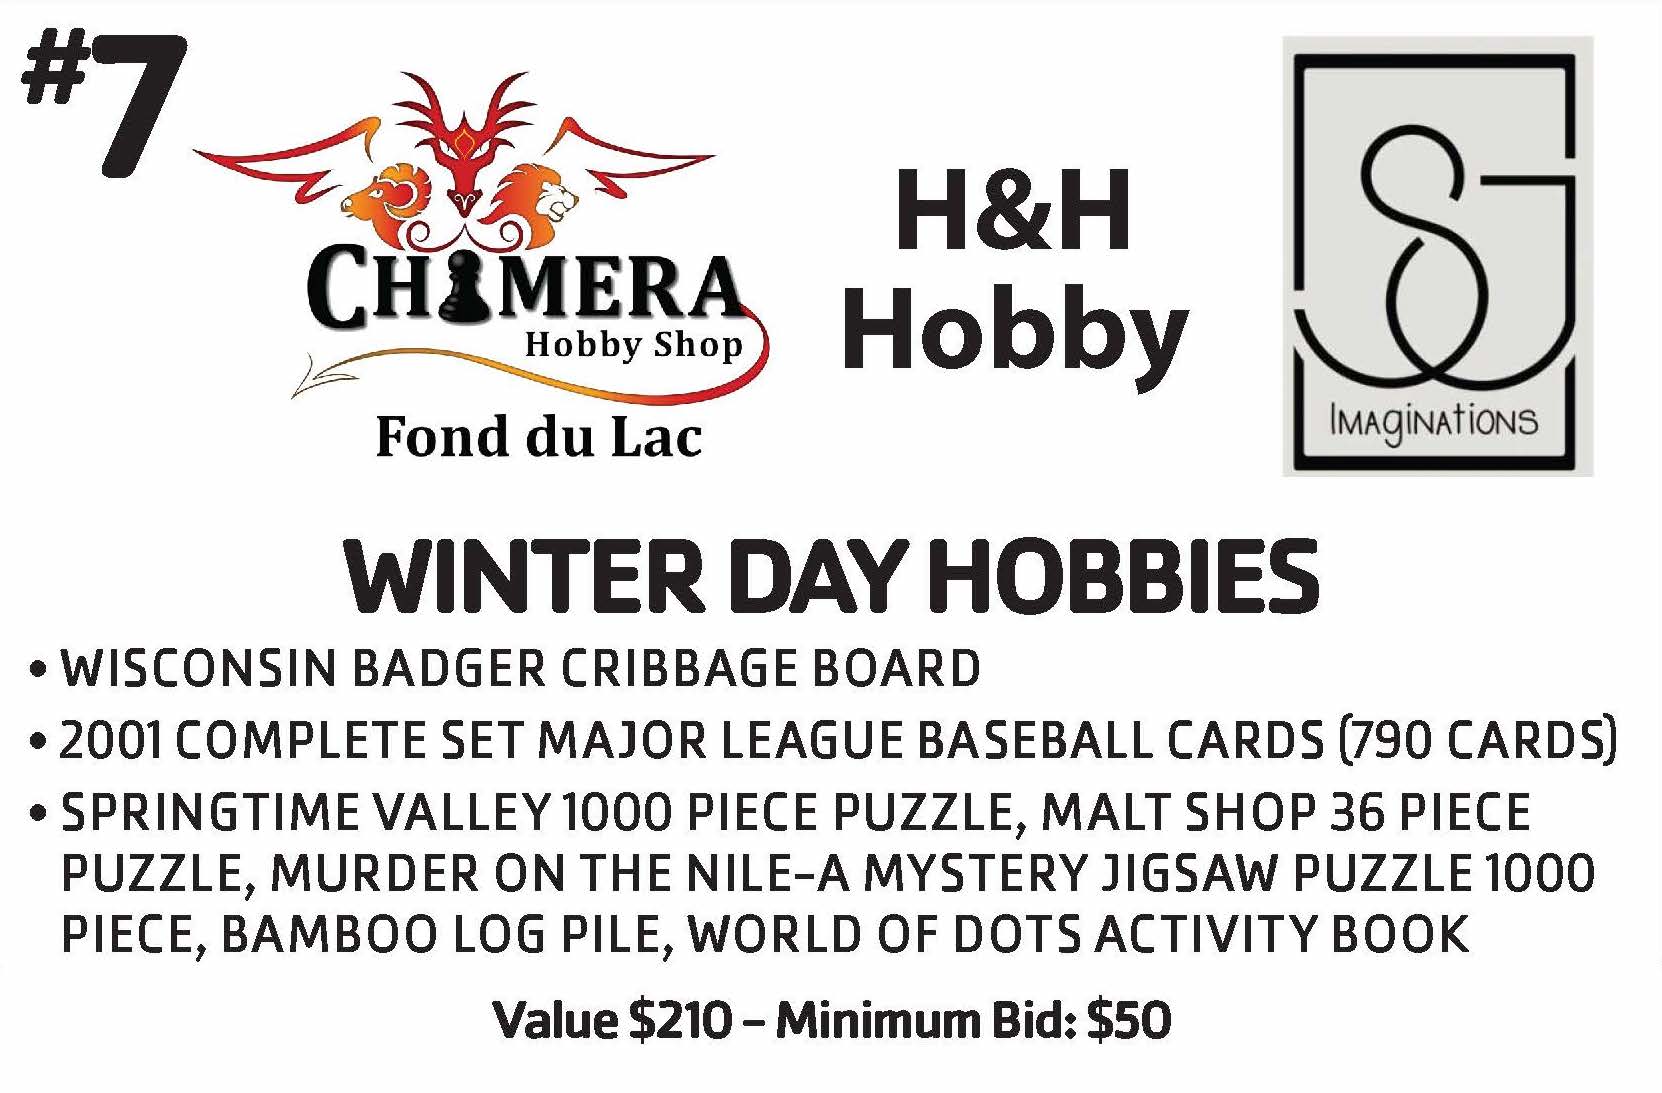 #7
CHIMERA
Hobby Shop
Fond du Lac
H&H
Hobby
SJ
IMAgiNAtiONS
WINTER DAY HOBBIES
• WISCONSIN BADGER CRIBBAGE BOARD
• 2001 COMPLETE SET MAJOR LEAGUE BASEBALL CARDS (790 CARDS)
• SPRINGTIME VALLEY 1000 PIECE PUZZLE, MALT SHOP 36 PIECE
PUZZLE, MURDER ON THE NILE-A MYSTERY JIGSAW PUZZLE 1000
PIECE, BAMBOO LOG PILE, WORLD OF DOTS ACTIVITY BOOK
Value $210 – Minimum Bid: $50